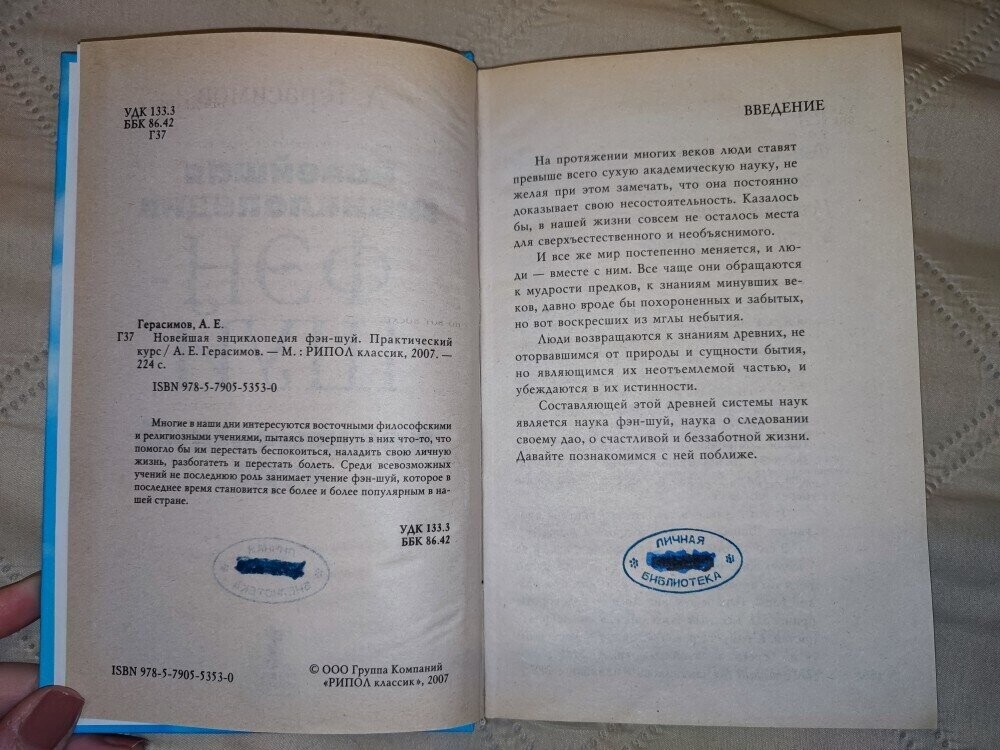 УДК 133.3
ББК 86.42
Г37
Герасимов, А. Е.
Г37 Новейшая энциклопедия фэн-шуй. Практический
курс / А. Е. Герасимов. — М. : РИПОЛ классик, 2007. —
224 с.
ISBN 978-5-7905-5353-0
Многие в наши дни интересуются восточными философскими
и религиозными учениями, пытаясь почерпнуть в них что-то, что
помогло бы им перестать беспокоиться, наладить свою личную
жизнь, разбогатеть и перестать болеть. Среди всевозможных
учений не последнюю роль занимает учение фэн-шуй, которое в
последнее время становится все более и более популярным в на-
шей стране.
УДК 133.3
ББК 86.42
ISBN 978-5-7905-5353-0
© ООО Группа Компаний
«РИПОЛ классик», 2007
ВВЕДЕНИЕ
На протяжении многих веков люди ставят
превыше всего сухую академическую науку, не
желая при этом замечать, что она постоянно
доказывает свою несостоятельность. Казалось
бы, в нашей жизни совсем не осталось места
для сверхъестественного и необъяснимого.
И все же мир постепенно меняется, и лю-
ди — вместе с ним. Все чаще они обращаются
к мудрости предков, к знаниям минувших ве-
ков, давно вроде бы похороненных и забытых,
но вот воскресших из мглы небытия.
Люди возвращаются к знаниям древних, не
оторвавшимся от природы и сущности бытия,
но являющимся их неотъемлемой частью, и
убеждаются в их истинности.
Составляющей этой древней системы наук
является наука фэн-шуй, наука о следовании
своему дао, о счастливой и беззаботной жизни.
Давайте познакомимся с ней поближе.
ЛИЧНАЯ
БИБЛИОТЕКА